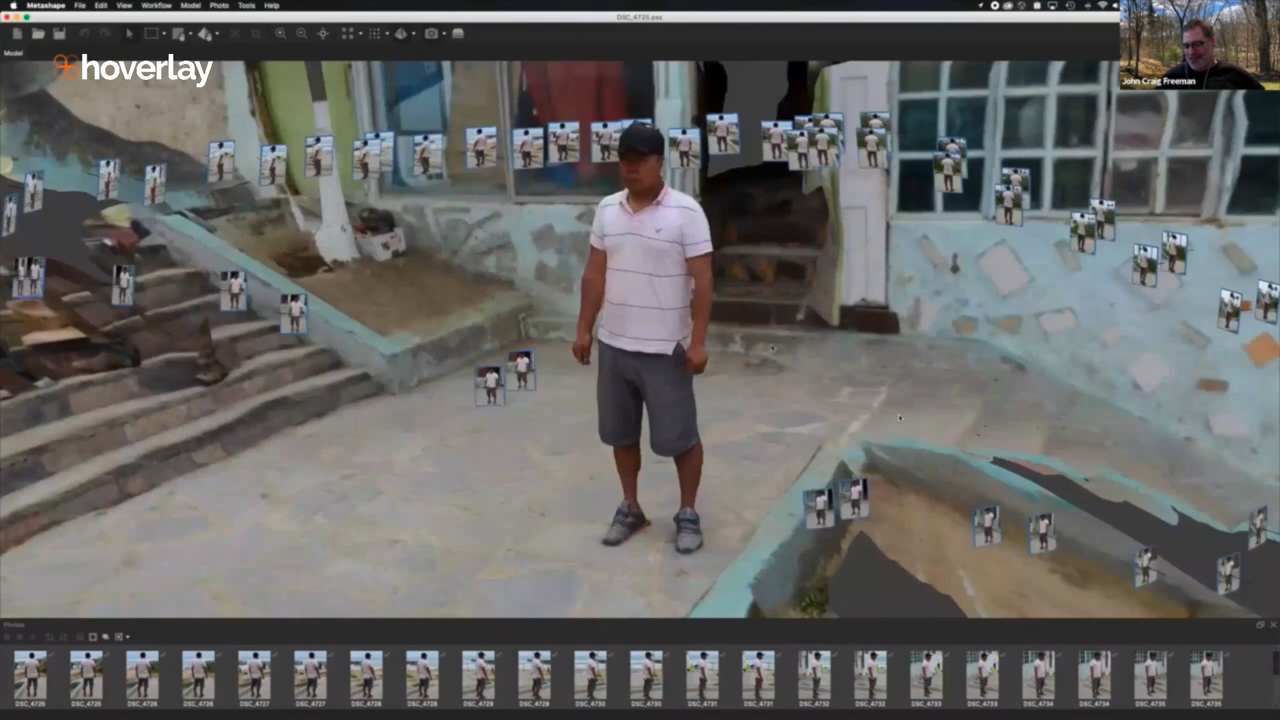 Metashape File Edit View Workflow Model Photo Tools Help
DSC_4725.psx
Model
hoverlay
John Craig Freeman
Photos
DSC_4725 DSC_4725 DSC_4726 DSC_4726 DSC_4727 DSC_4727 DSC_4728 DSC_4728 DSC_4729 DSC_4729 DSC_4730 DSC_4730 DSC_4731 DSC_4731 DSC_4732 DSC_4732 DSC_4733 DSC_4733 DSC_4734 DSC_4734 DSC_4735 DSC_4735